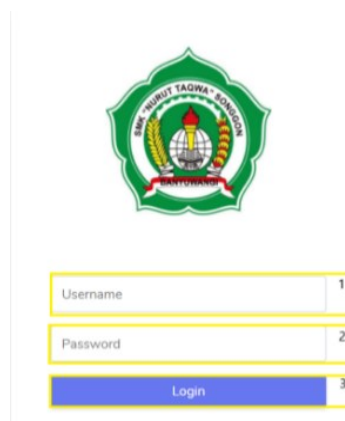 SMK "NURUT TAQWA" SONGGON
BANYUWANGI
Username 1
Password 2
Login 3